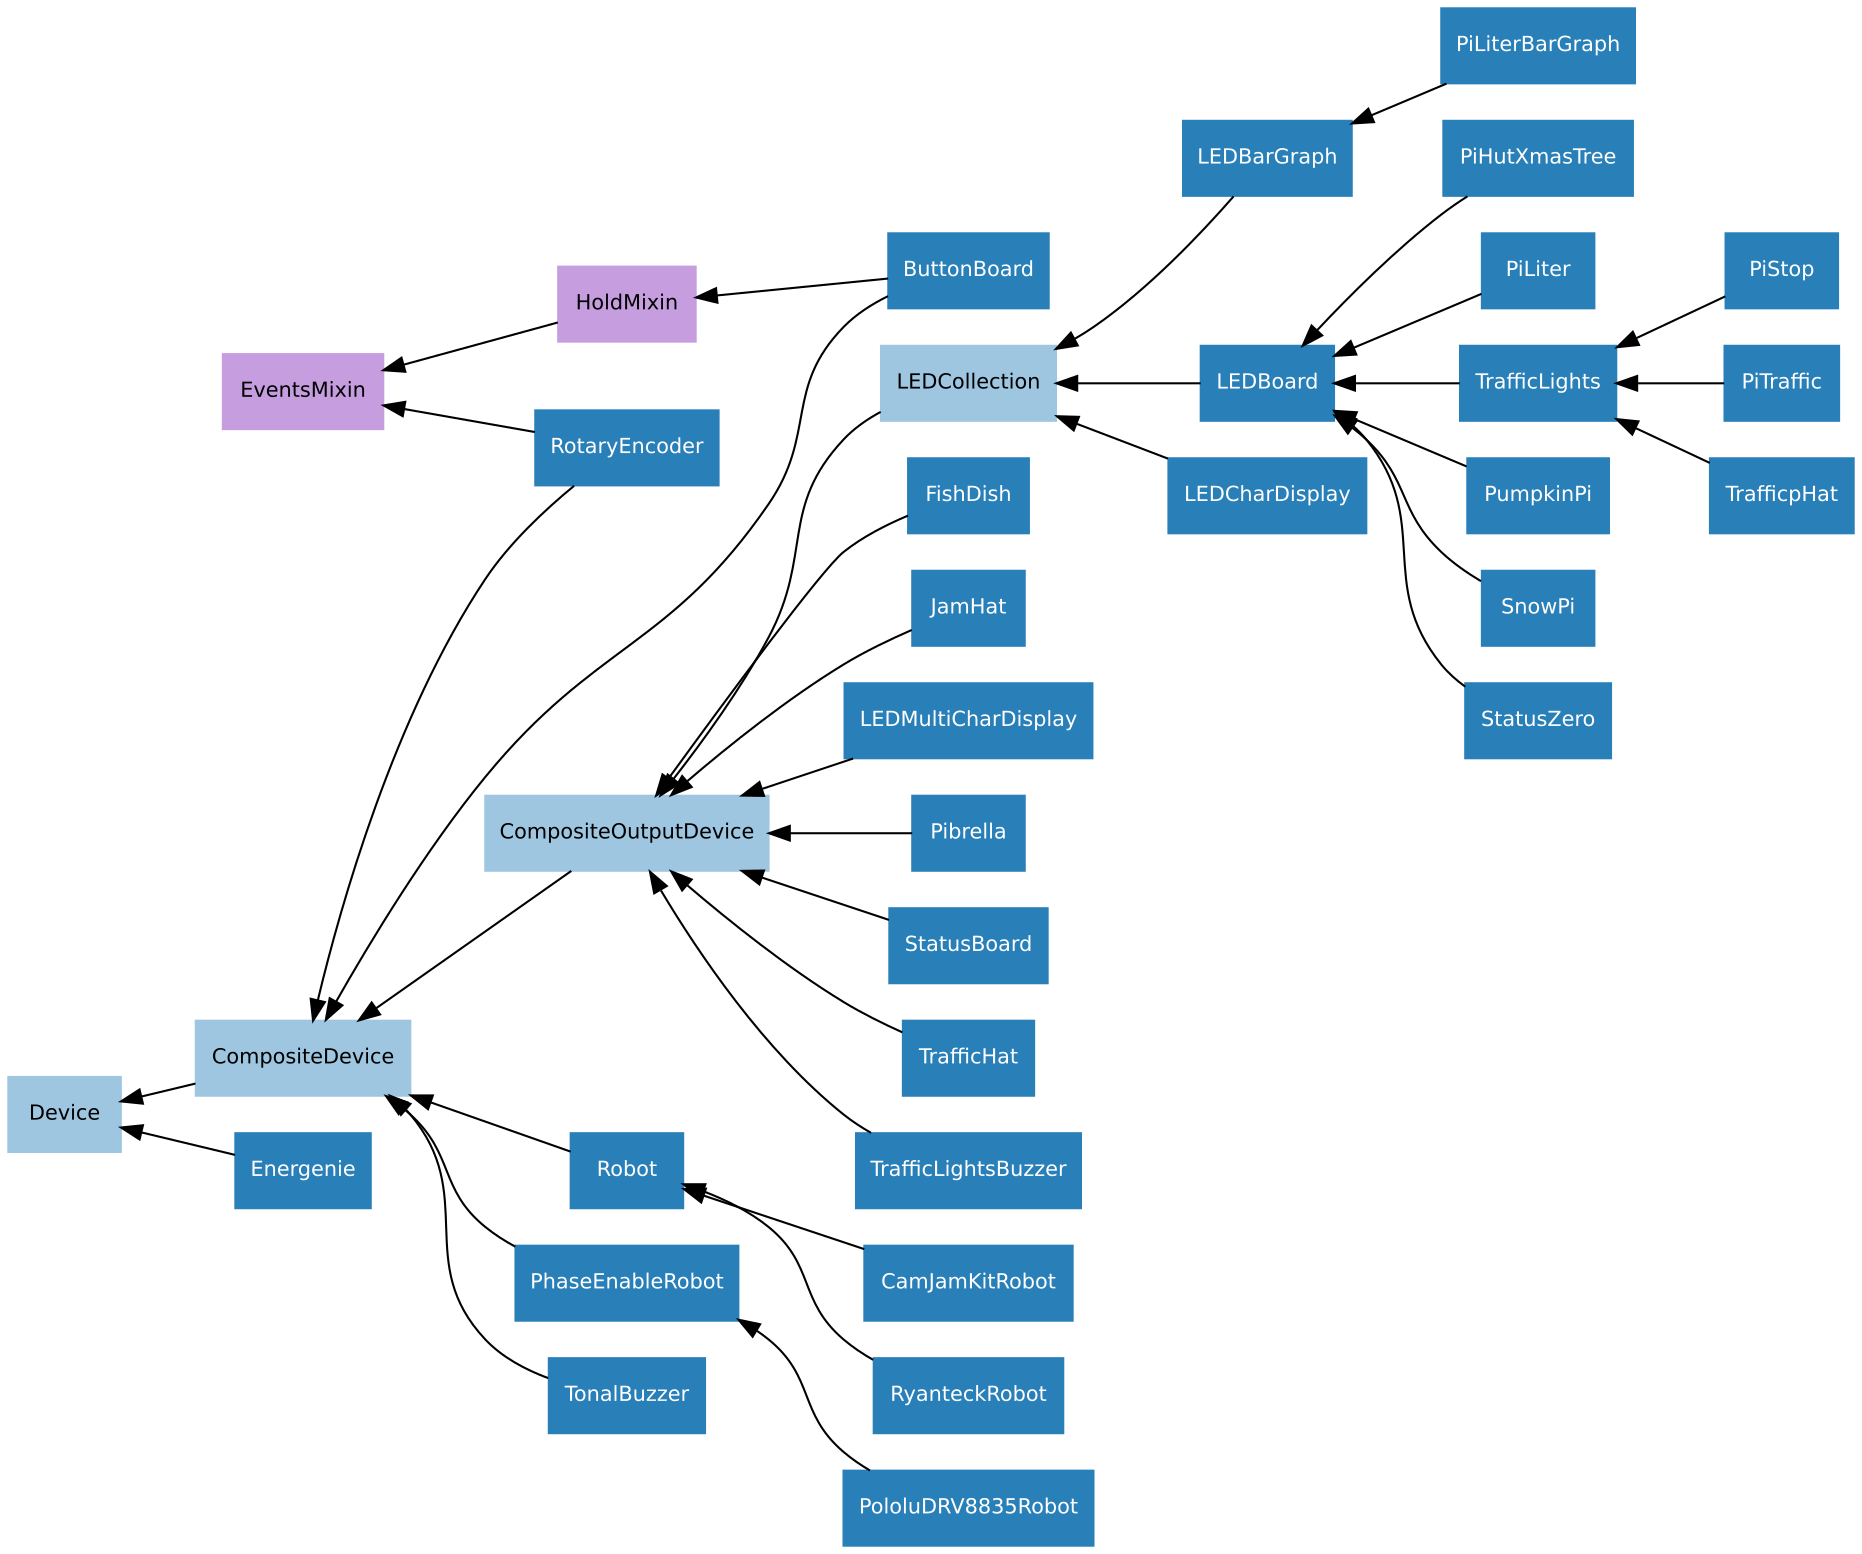 PiLiterBarGraph
LEDBarGraph
PiHutXmasTree
ButtonBoard
PiLiter
PiStop
HoldMixin
EventsMixin
LEDCollection
LEDBoard
TrafficLights
PiTraffic
RotaryEncoder
FishDish
LEDCharDisplay
PumpkinPi
TrafficpHat
JamHat
SnowPi
LEDMultiCharDisplay
StatusZero
CompositeOutputDevice
Pibrella
StatusBoard
CompositeDevice
TrafficHat
Device
Energenie
Robot
TrafficLightsBuzzer
PhaseEnableRobot
CamJamKitRobot
TonalBuzzer
RyanteckRobot
PololuDRV8835Robot